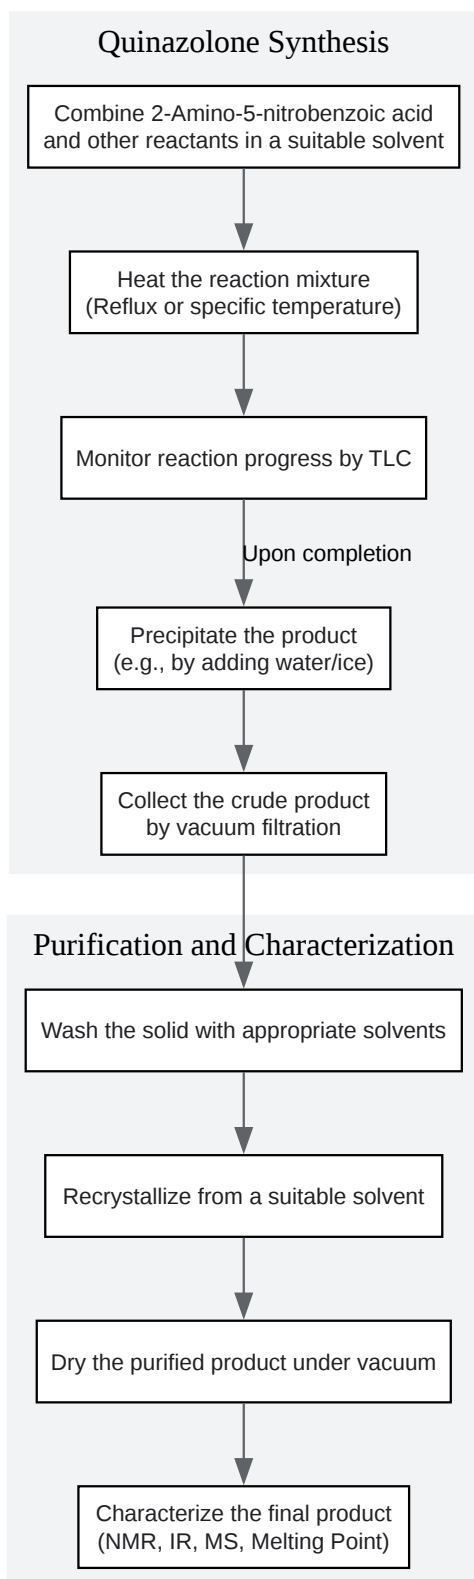 Quinazolone Synthesis
Combine 2-Amino-5-nitrobenzoic acid
and other reactants in a suitable solvent
Heat the reaction mixture
(Reflux or specific temperature)
Monitor reaction progress by TLC
Upon completion
Precipitate the product
(e.g., by adding water/ice)
Collect the crude product
by vacuum filtration
Purification and Characterization
Wash the solid with appropriate solvents
Recrystallize from a suitable solvent
Dry the purified product under vacuum
Characterize the final product
(NMR, IR, MS, Melting Point)